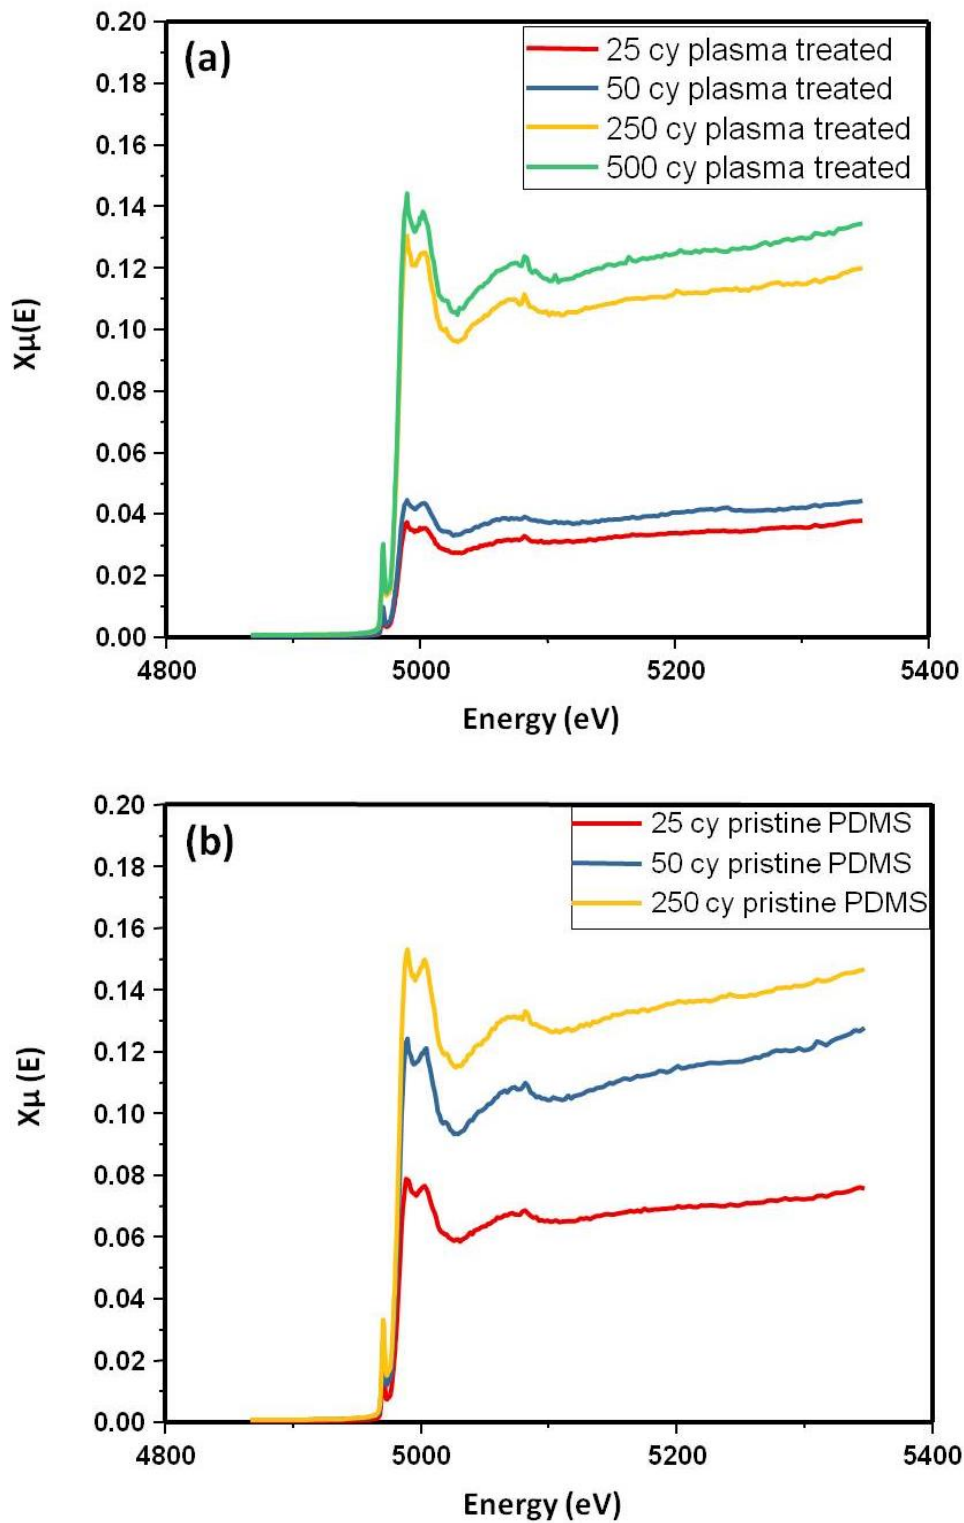 (a)
25 cy plasma treated
50 cy plasma treated
250 cy plasma treated
500 cy plasma treated
0.20
0.18
0.16
0.14
0.12
0.10
0.08
0.06
0.04
0.02
0.00
Xμ(E)
4800 5000 5200 5400
Energy (eV)
(b)
25 cy pristine PDMS
50 cy pristine PDMS
250 cy pristine PDMS
0.20
0.18
0.16
0.14
0.12
0.10
0.08
0.06
0.04
0.02
0.00
Xμ (E)
4800 5000 5200 5400
Energy (eV)